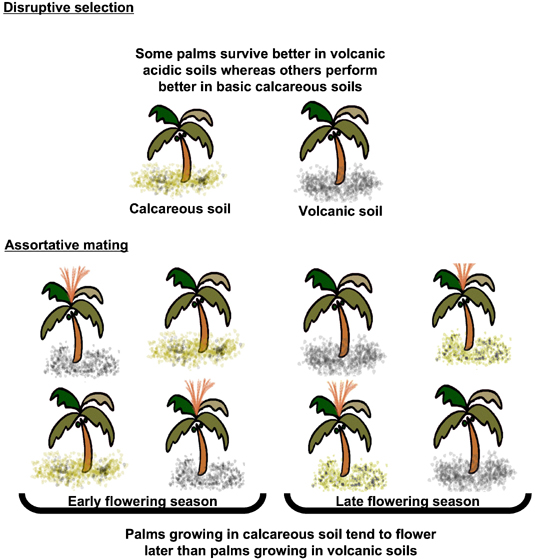 Disruptive selection
Some palms survive better in volcanic
acidic soils whereas others perform
better in basic calcareous soils
Calcareous soil
Volcanic soil
Assortative mating
Early flowering season
Late flowering season
Palms growing in calcareous soil tend to flower
later than palms growing in volcanic soils